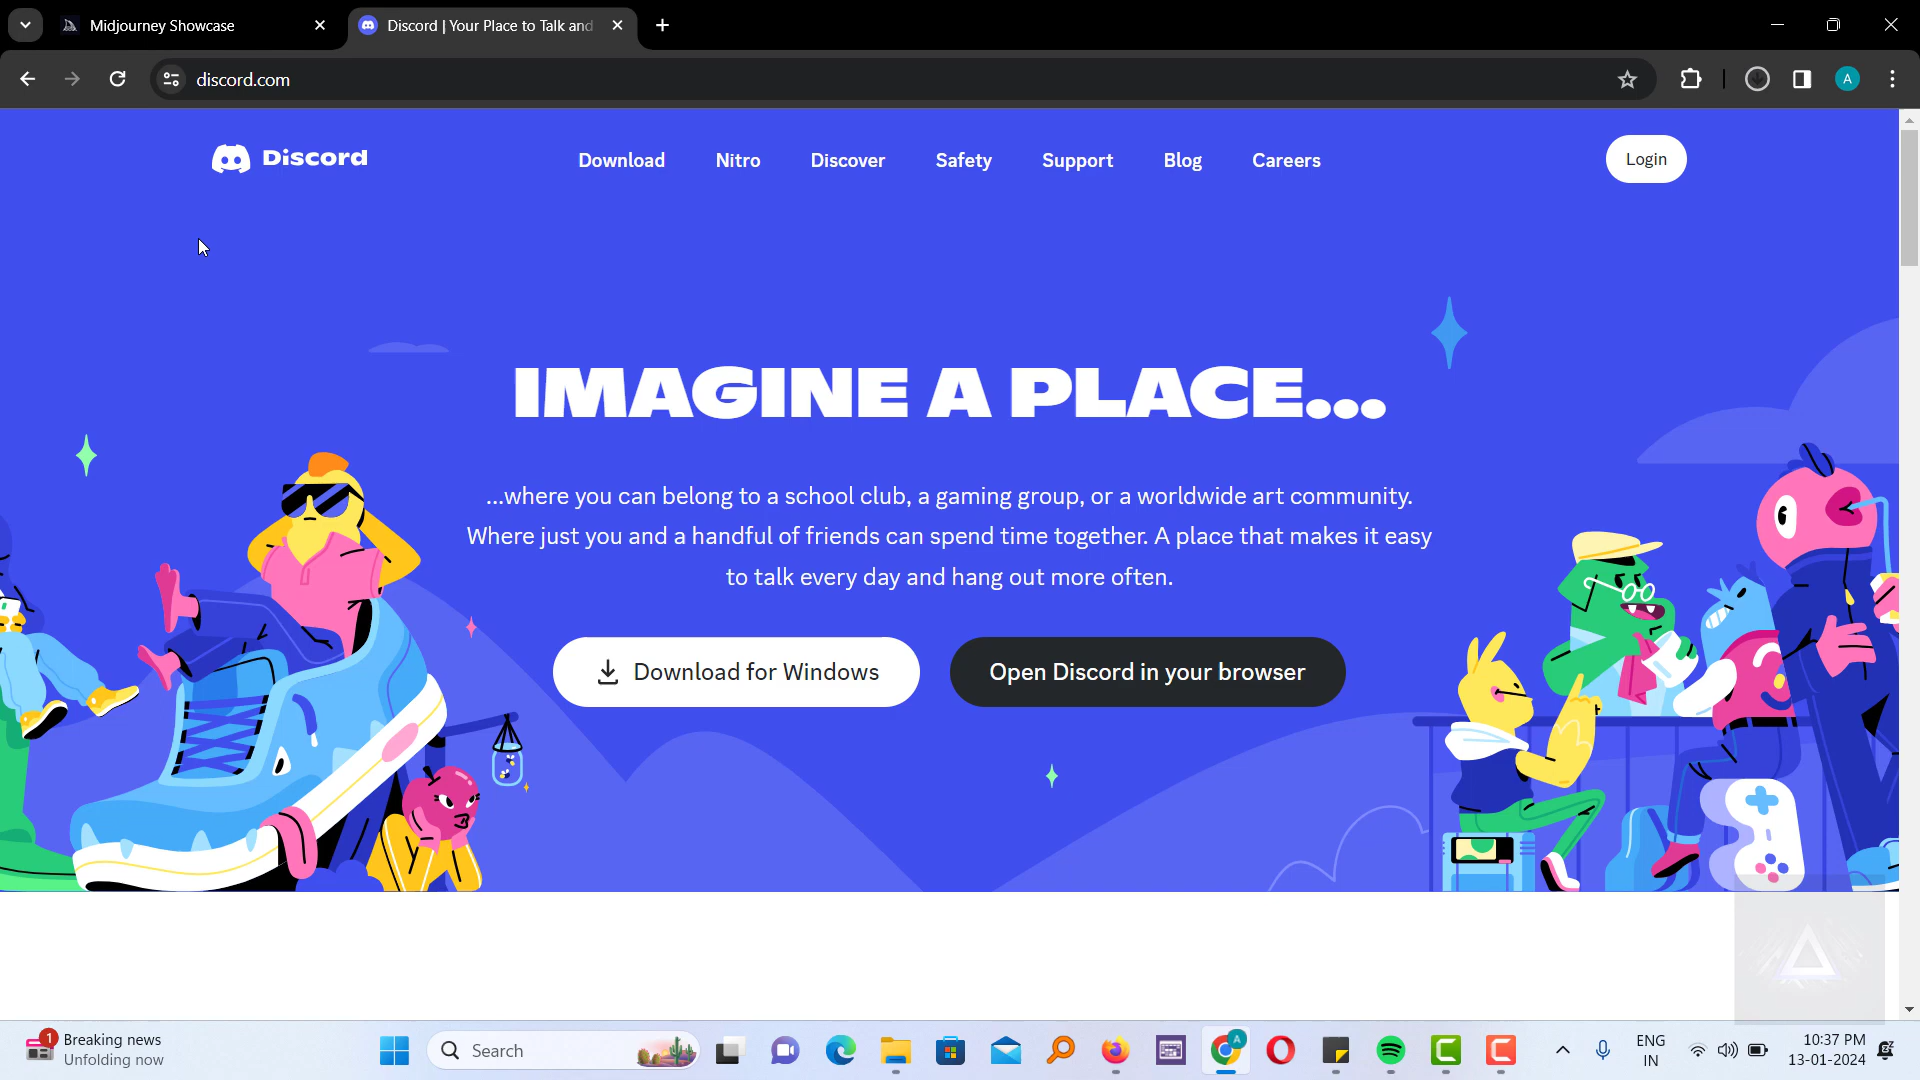 Midjourney Showcase
Discord | Your Place to Talk and
discord.com
A
Discord
Download
Nitro
Discover
Safety
Support
Blog
Careers
Login
IMAGINE A PLACE...
...where you can belong to a school club, a gaming group, or a worldwide art community.
Where just you and a handful of friends can spend time together. A place that makes it easy
to talk every day and hang out more often.
Download for Windows
Open Discord in your browser
1
Breaking news
Unfolding now
Search
A
ENG
IN
10:37 PM
13-01-2024